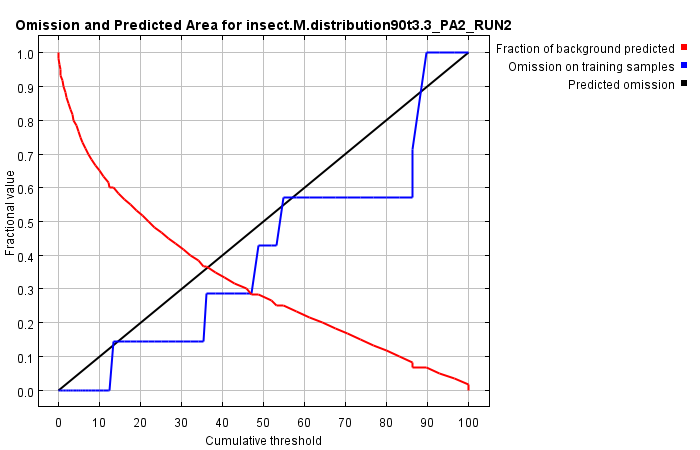 Omission and Predicted Area for insect.M.distribution90t3.3_PA2_RUN2
Fraction of background predicted
Omission on training samples
Predicted omission
Fractional value
1.0
0.9
0.8
0.7
0.6
0.5
0.4
0.3
0.2
0.1
0.0
0 10 20 30 40 50 60 70 80 90 100
Cumulative threshold